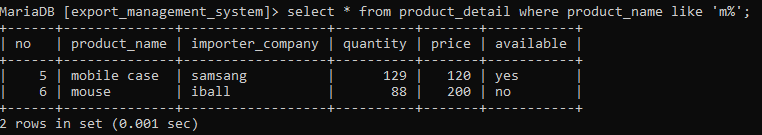 MariaDB [export_management_system]> select * from product_detail where product_name like 'm%';
+------+--------------+------------------+----------+-------+-----------+
| no   | product_name | importer_company | quantity | price | available |
+------+--------------+------------------+----------+-------+-----------+
|    5 | mobile case  | samsang          |      129 |   120 | yes       |
|    6 | mouse        | iball            |       88 |   200 | no        |
+------+--------------+------------------+----------+-------+-----------+
2 rows in set (0.001 sec)